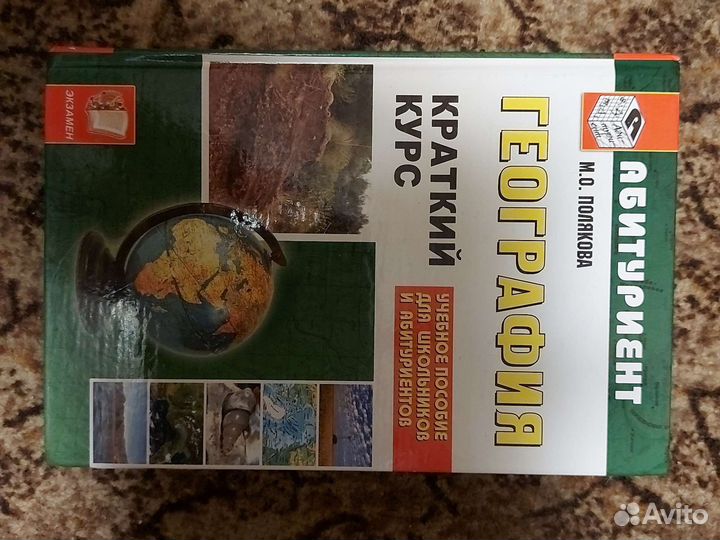 АБИТУРИЕНТ
М.О. ПОЛЯКОВА
ГЕОГРАФИЯ
КРАТКИЙ
КУРС
УЧЕБНОЕ ПОСОБИЕ
ДЛЯ ШКОЛЬНИКОВ
И АБИТУРИЕНТОВ
ЭКЗАМЕН
Avito